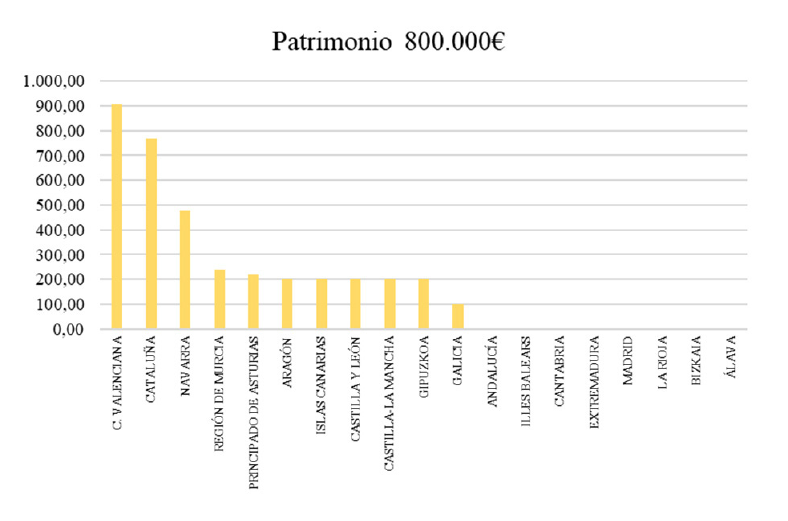 Patrimonio 800.000€
1.000,00
900,00
800,00
700,00
600,00
500,00
400,00
300,00
200,00
100,00
0,00
C. VALENCIANA
CATALUÑA
NAVARRA
REGIÓN DE MURCIA
PRINCIPADO DE ASTURIAS
ARAGÓN
ISLAS CANARIAS
CASTILLA Y LEÓN
CASTILLA-LA MANCHA
GIPUZKOA
GALICIA
ANDALUCÍA
ILLES BALEARS
CANTABRIA
EXTREMADURA
MADRID
LA RIOJA
BIZKAIA
ÁLAVA